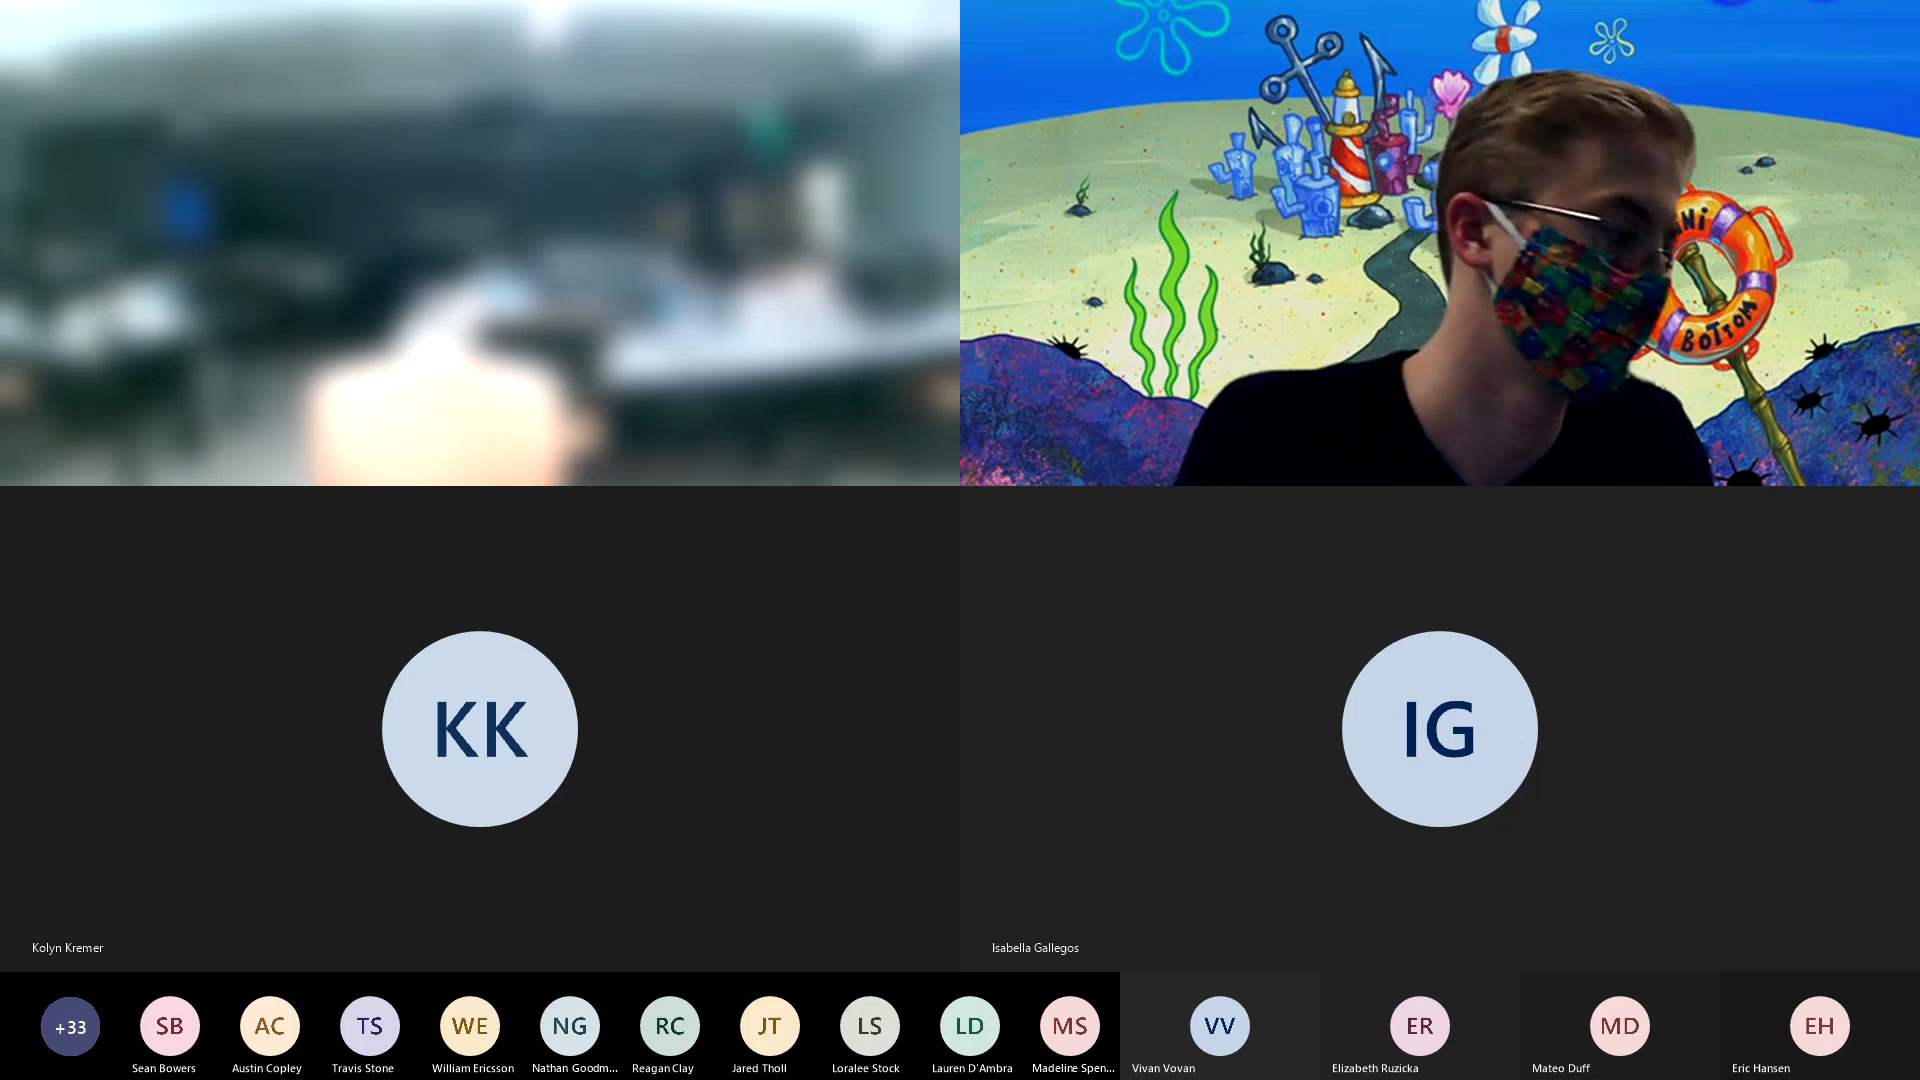 NI
BOTTOM
KK
IG
Kolyn Kremer
Isabella Gallegos
+33
SB
AC
TS
WE
NG
RC
JT
LS
LD
MS
VV
ER
MD
EH
Sean Bowers
Austin Copley
Travis Stone
William Ericsson
Nathan Goodm...
Reagan Clay
Jared Tholl
Loralee Stock
Lauren D'Ambra
Madeline Spen...
Vivan Vovan
Elizabeth Ruzicka
Mateo Duff
Eric Hansen